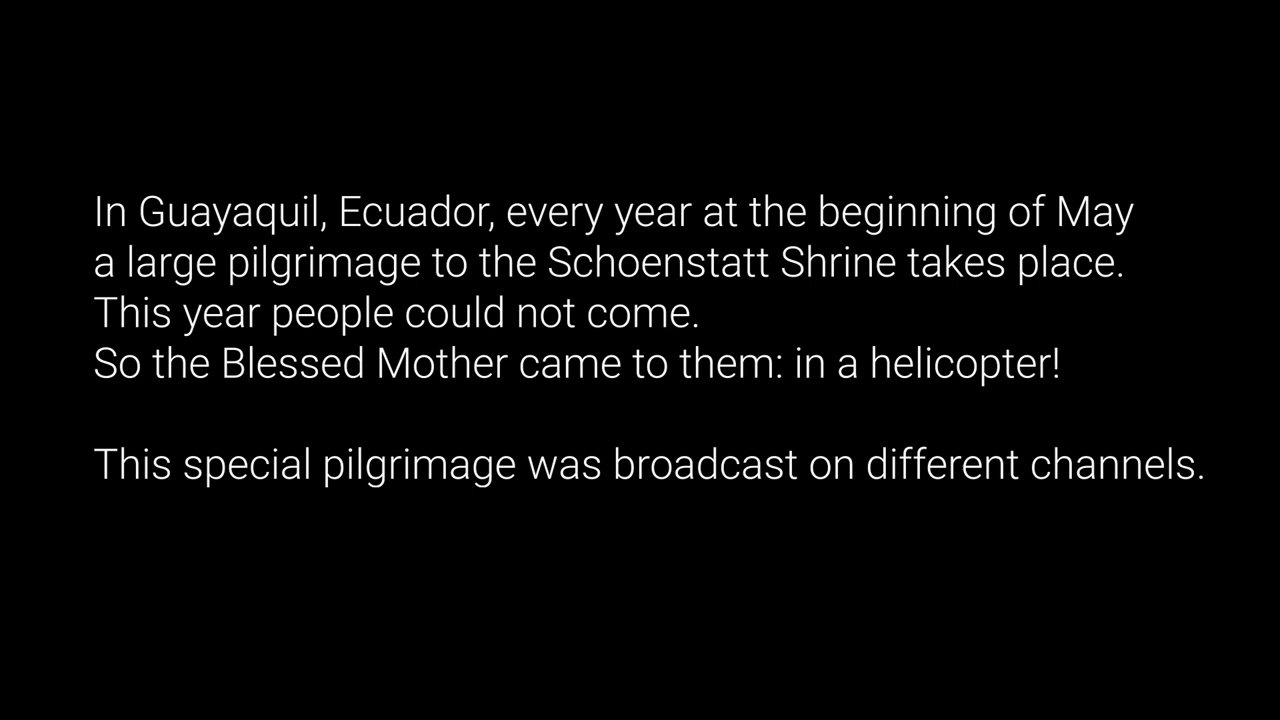 In Guayaquil, Ecuador, every year at the beginning of May
a large pilgrimage to the Schoenstatt Shrine takes place.
This year people could not come.
So the Blessed Mother came to them: in a helicopter!
This special pilgrimage was broadcast on different channels.